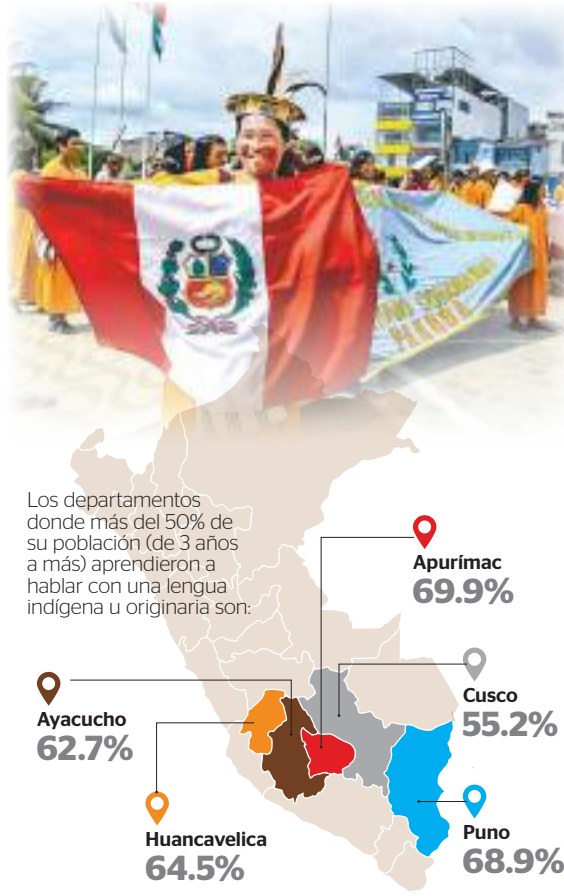 Los departamentos
donde más del 50% de
su población (de 3 años
a más) aprendieron a
hablar con una lengua
indígena u originaria son:
Apurímac
69.9%
Cusco
55.2%
Ayacucho
62.7%
Huancavelica
64.5%
Puno
68.9%